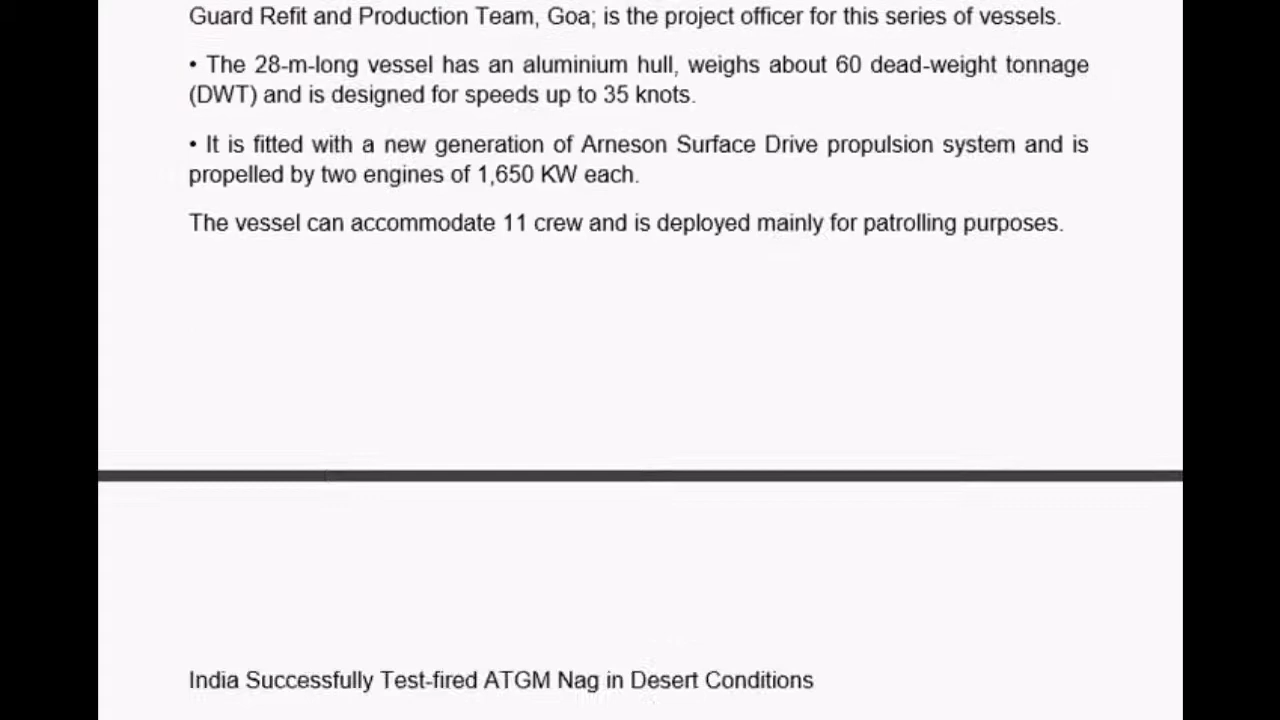 Guard Refit and Production Team, Goa; is the project officer for this series of vessels.
• The 28-m-long vessel has an aluminium hull, weighs about 60 dead-weight tonnage
(DWT) and is designed for speeds up to 35 knots.
• It is fitted with a new generation of Arneson Surface Drive propulsion system and is
propelled by two engines of 1,650 KW each.
The vessel can accommodate 11 crew and is deployed mainly for patrolling purposes.
India Successfully Test-fired ATGM Nag in Desert Conditions